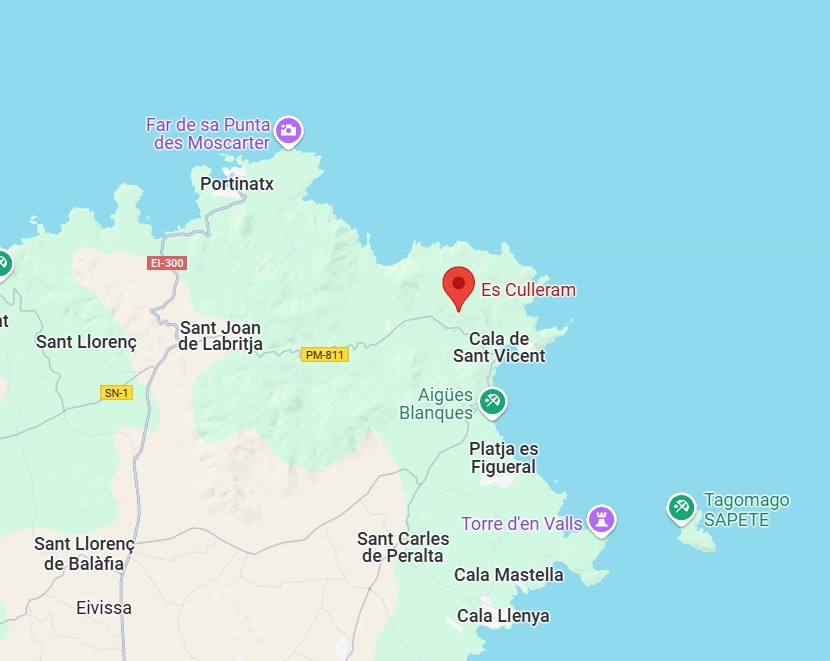 Far de sa Punta
des Moscarter
Portinatx
EI-300
Es Culleram
Sant Joan
de Labritja
Sant Llorenç
Cala de
Sant Vicent
PM-811
SN-1
Aigües
Blanques
Platja es
Figueral
Tagomago
SAPETE
Torre d'en Valls
Sant Carles
de Peralta
Sant Llorenç
de Balàfia
Cala Mastella
Eivissa
Cala Llenya